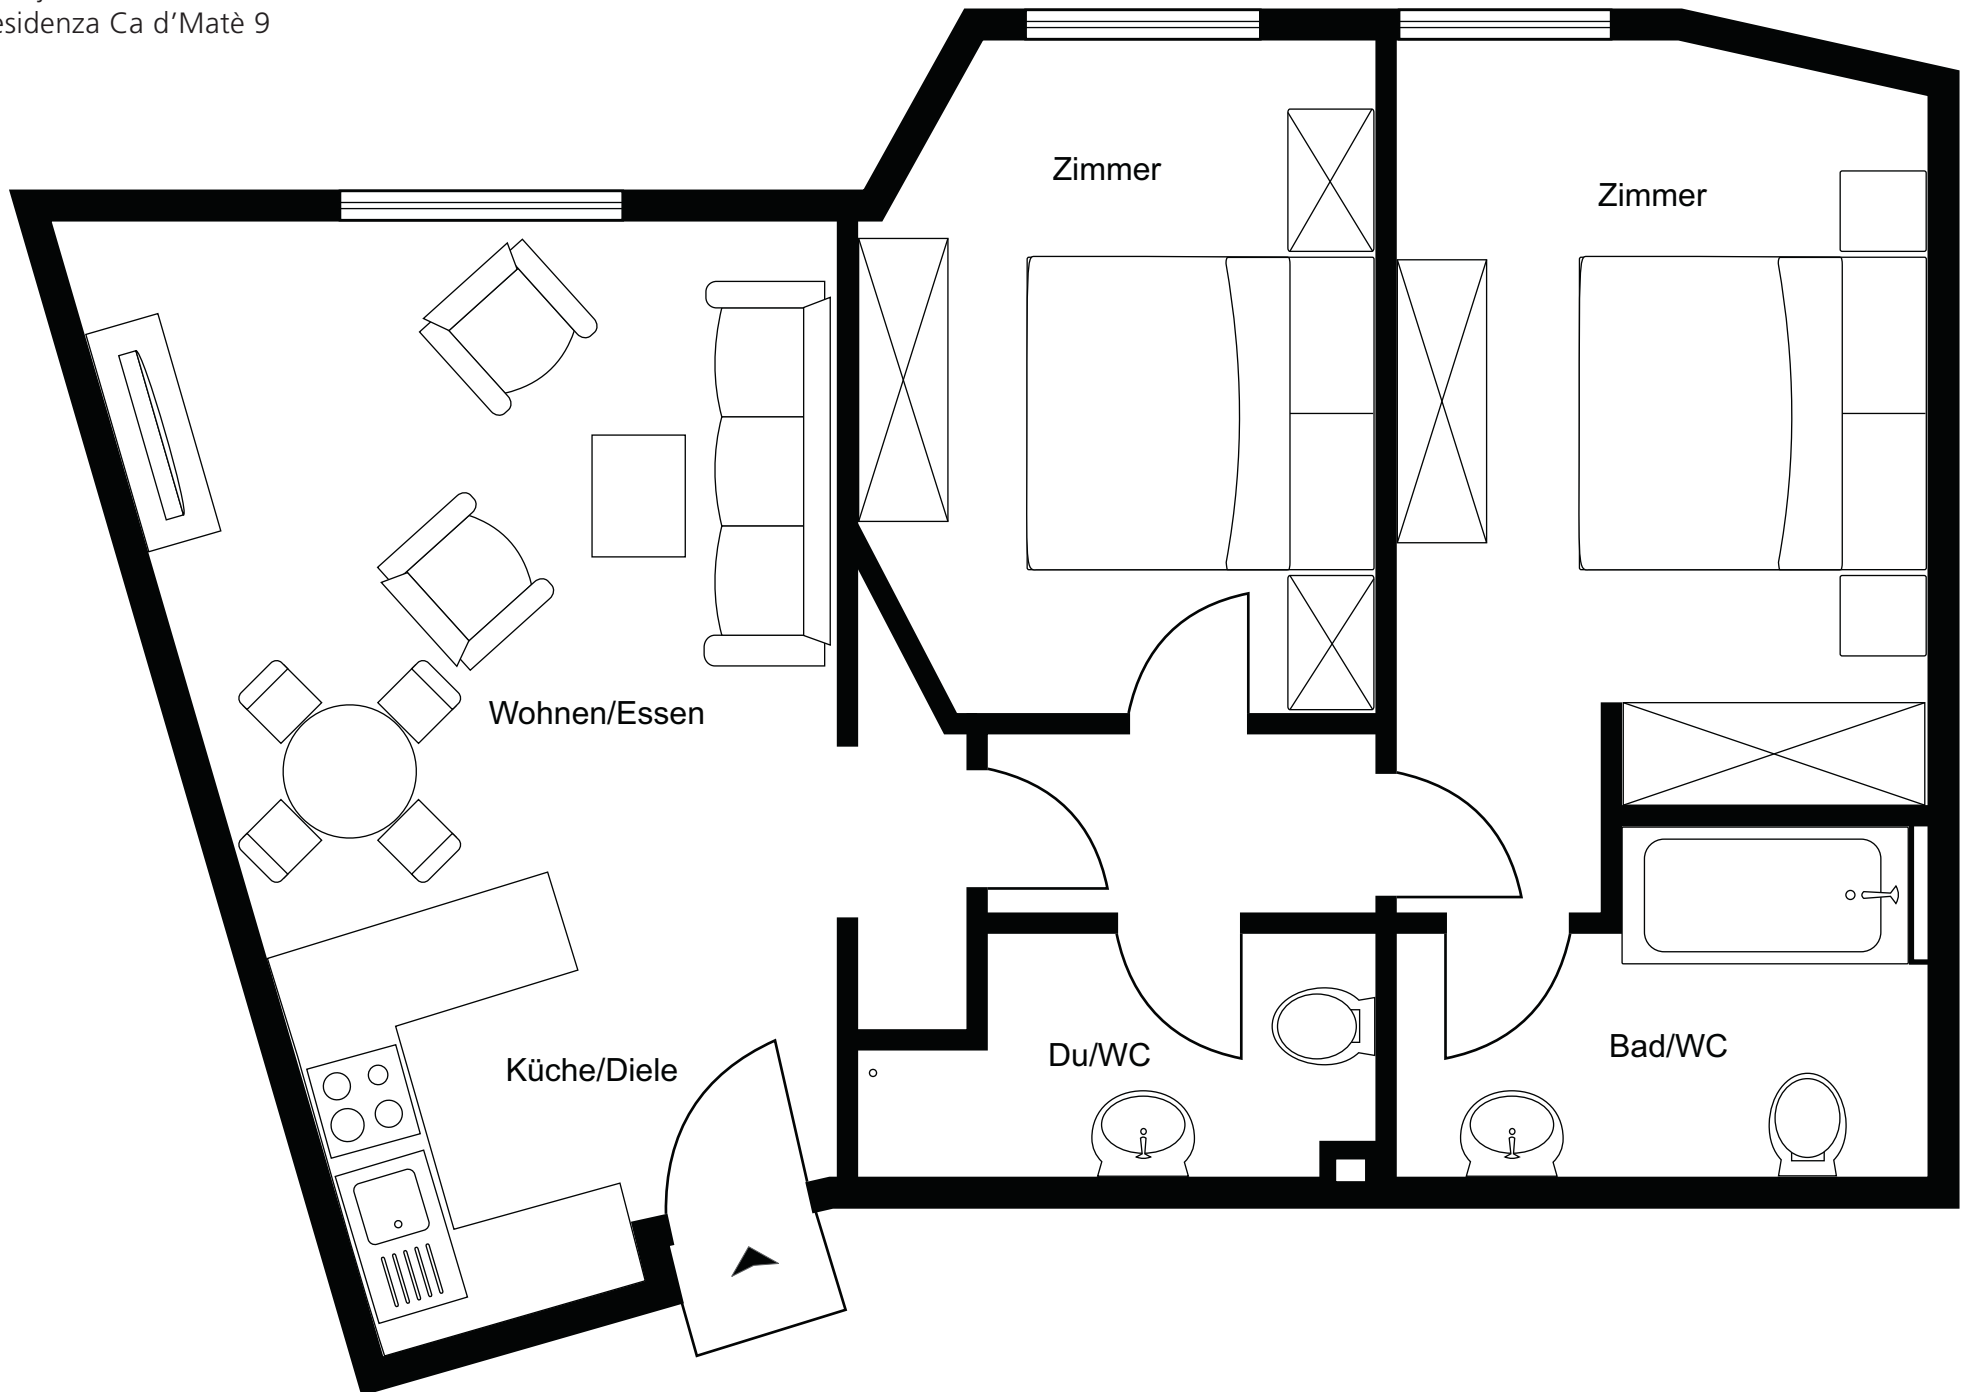 esidenza Ca d’Matè 9
Zimmer
Zimmer
Wohnen/Essen
Küche/Diele
Du/WC
Bad/WC